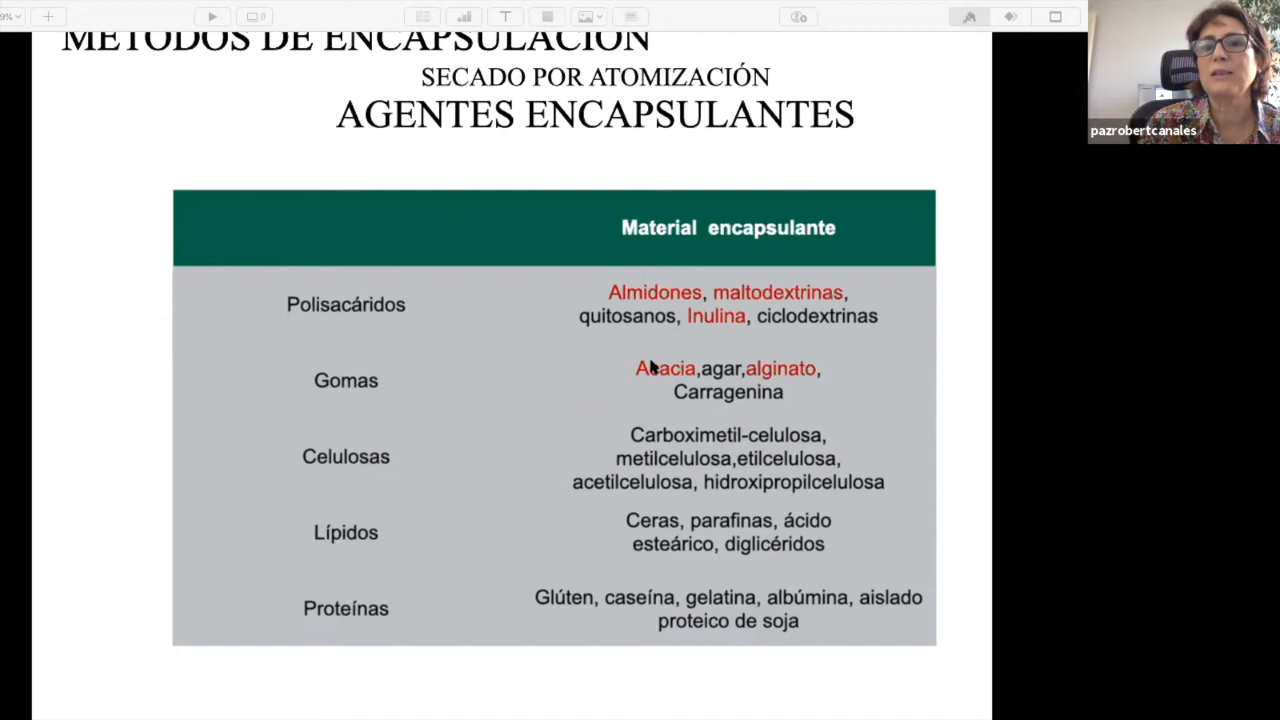 9%
MÉTODOS DE ENCAPSULACIÓN
SECADO POR ATOMIZACIÓN
AGENTES ENCAPSULANTES
pazrobertcanales
Material encapsulante
Polisacáridos
Almidones, maltodextrinas,
quitosanos, Inulina, ciclodextrinas
Gomas
Acacia,agar,alginato,
Carragenina
Celulosas
Carboximetil-celulosa,
metilcelulosa,etilcelulosa,
acetilcelulosa, hidroxipropilcelulosa
Lípidos
Ceras, parafinas, ácido
esteárico, diglicéridos
Proteínas
Glúten, caseína, gelatina, albúmina, aislado
proteico de soja